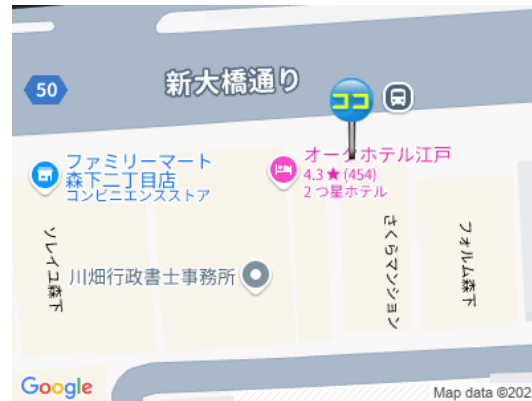 新大橋通り
50
ココ
ファミリーマート
森下二丁目店
コンビニエンスストア
オークホテル江戸
4.3★(454)
2 つ星ホテル
ソレイユ森下
川畑行政書士事務所
さくらマンション
フォルム森下
Google
Map data ©202